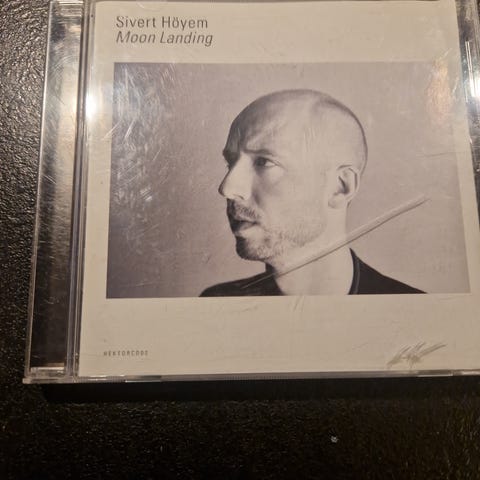 Sivert Höyem
Moon Landing
HEKTORCODE